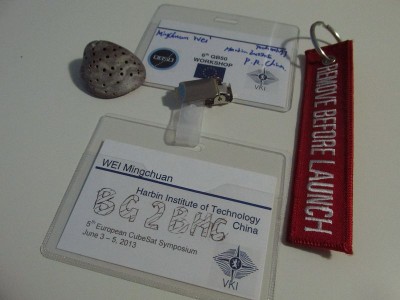 Mingchuan WEI
Harbin Institute
P.R. China
QB50
6th QB50
WORKSHOP
VKI
REMOVE BEFORE LAUNCH
WEI Mingchuan
Harbin Institute of Technology
China
BG2BHC
5th European CubeSat Symposium
June 3 – 5, 2013
VKI